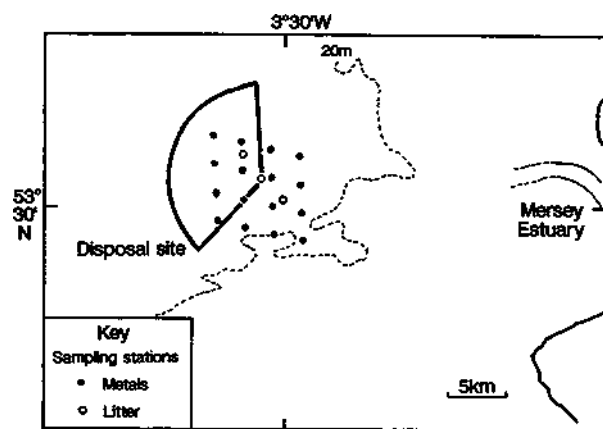 3°30'W
20m
53°
30'
N
Mersey
Estuary
Disposal site
Key
Sampling stations
Metals
Litter
5km